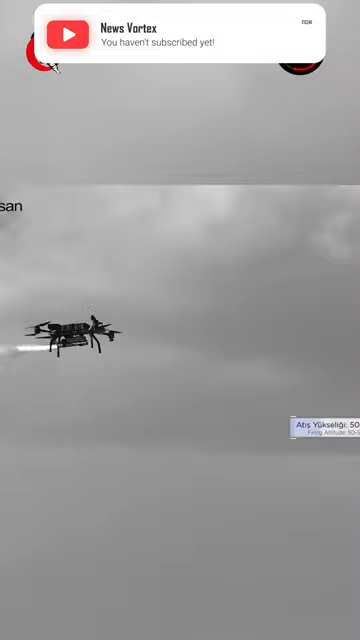 News Vortex
now
You haven't subscribed yet!
san
Atış Yüksekliği: 50
Firing Altitude: 50-5